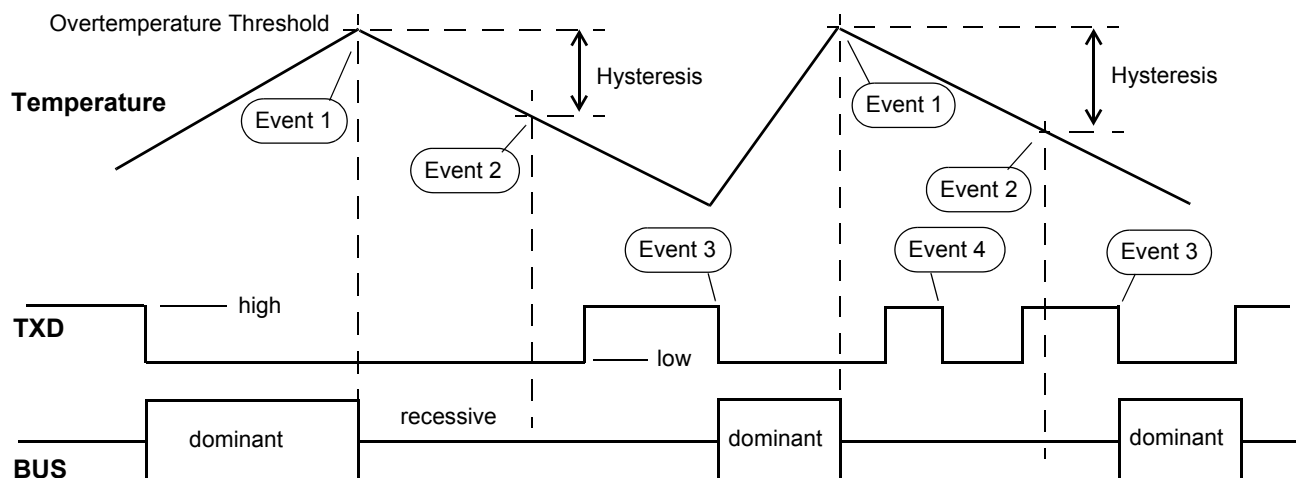 Overtemperature Threshold
Hysteresis
Hysteresis
Temperature
Event 1
Event 1
Event 2
Event 2
Event 3
Event 4
Event 3
high
TXD
low
recessive
dominant
dominant
dominant
BUS